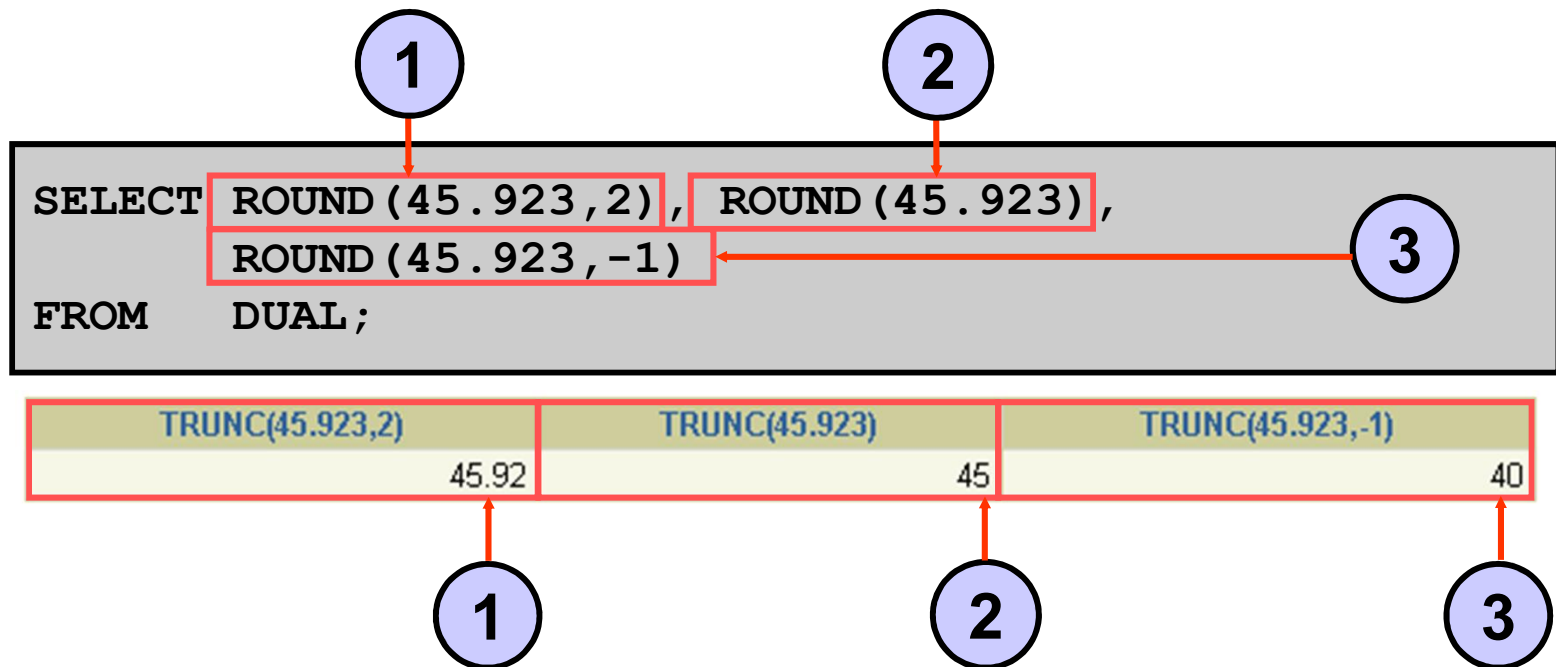 1
2
SELECT ROUND(45.923,2), ROUND(45.923),
ROUND(45.923,-1)
3
FROM DUAL;
TRUNC(45.923,2) TRUNC(45.923) TRUNC(45.923,-1)
45.92 45 40
1 2 3